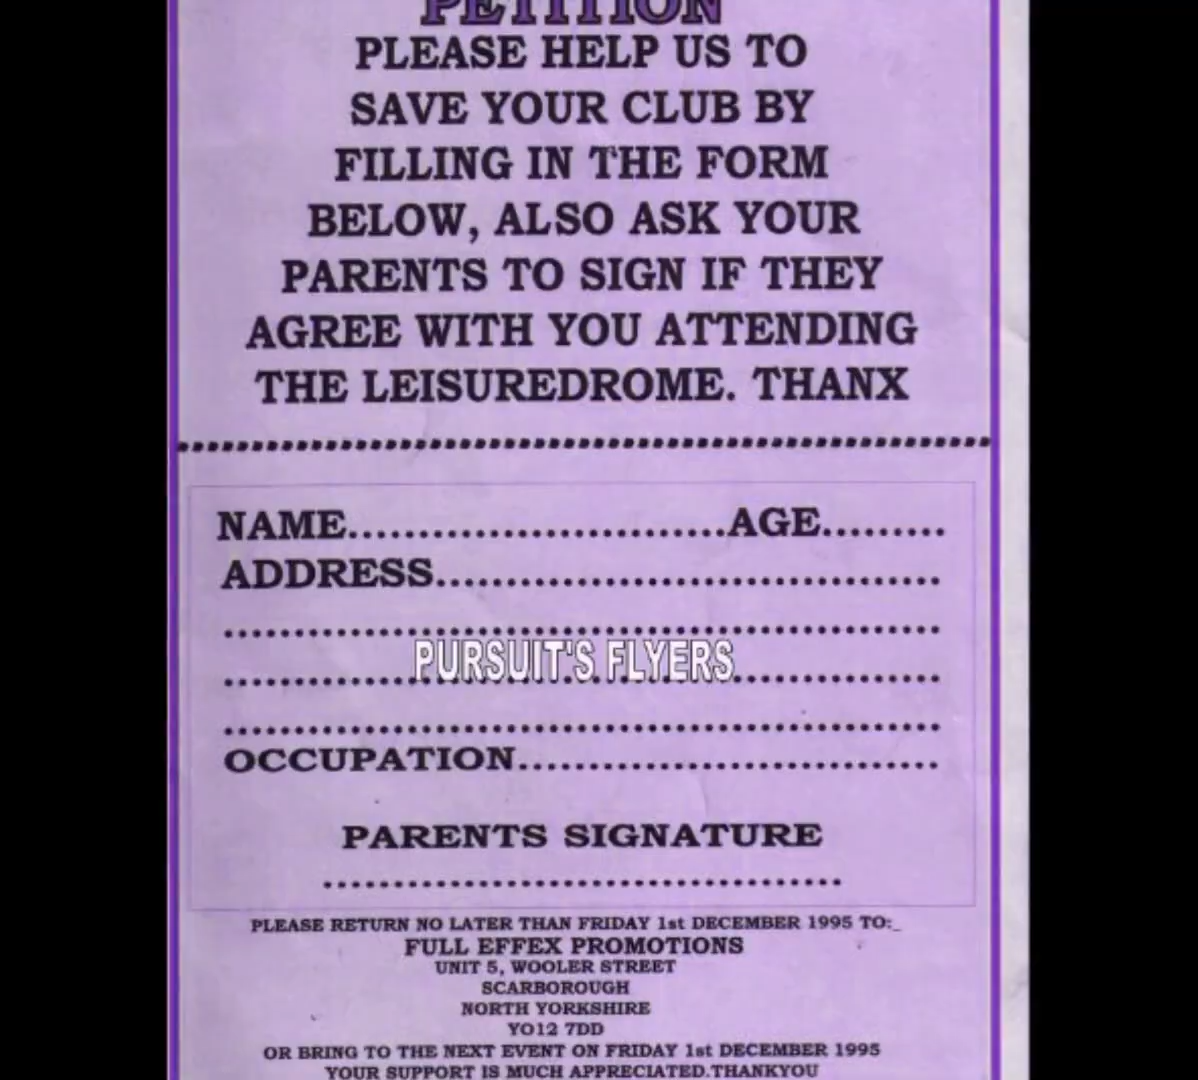 PETITION
PLEASE HELP US TO
SAVE YOUR CLUB BY
FILLING IN THE FORM
BELOW, ALSO ASK YOUR
PARENTS TO SIGN IF THEY
AGREE WITH YOU ATTENDING
THE LEISUREDROME. THANX
NAME...........................AGE.........
ADDRESS....................................
...................................................
PURSUIT'S FLYERS
...................................................
...................................................
OCCUPATION..............................
PARENTS SIGNATURE
.....................................
PLEASE RETURN NO LATER THAN FRIDAY 1st DECEMBER 1995 TO:_
FULL EFFEX PROMOTIONS
UNIT 5, WOOLER STREET
SCARBOROUGH
NORTH YORKSHIRE
YO12 7DD
OR BRING TO THE NEXT EVENT ON FRIDAY 1st DECEMBER 1995
YOUR SUPPORT IS MUCH APPRECIATED.THANKYOU